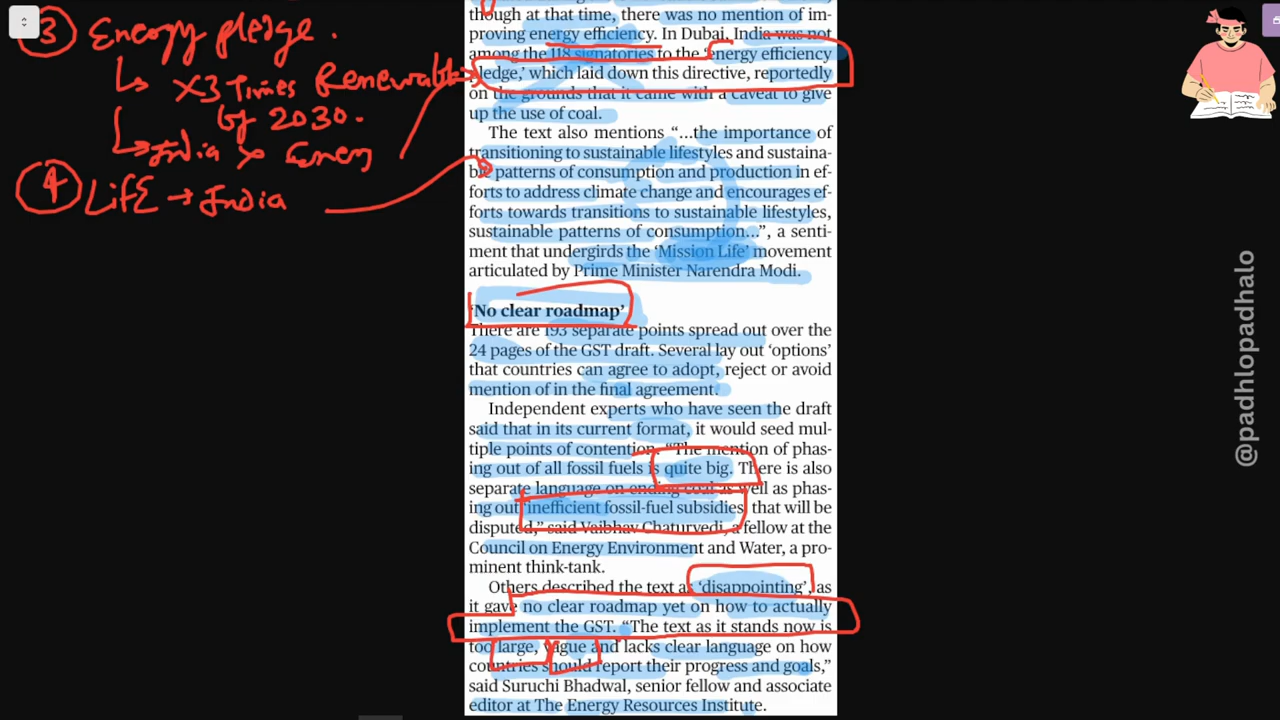 ③ Energy pledge.
↳ X3 Times Renewable
by 2030.
↳ India X
④ LiFE → India
though at that time, there was no mention of im-
proving energy efficiency. In Dubai, India was not
among the 118 signatories to the 'energy efficiency
pledge,' which laid down this directive, reportedly
on the grounds that it came with a caveat to give
up the use of coal.
The text also mentions “...the importance of
transitioning to sustainable lifestyles and sustaina-
ble patterns of consumption and production in ef-
forts to address climate change and encourages ef-
forts towards transitions to sustainable lifestyles,
sustainable patterns of consumption...”, a senti-
ment that undergirds the ‘Mission Life’ movement
articulated by Prime Minister Narendra Modi.
‘No clear roadmap’
There are 193 separate points spread out over the
24 pages of the GST draft. Several lay out ‘options’
that countries can agree to adopt, reject or avoid
mention of in the final agreement.
Independent experts who have seen the draft
said that in its current format, it would seed mul-
tiple points of contention. “The mention of phas-
ing out of all fossil fuels is quite big. There is also
separate language on ending coal as well as phas-
ing out ‘inefficient fossil-fuel subsidies’ that will be
disputed,” said Vaibhav Chaturvedi, a fellow at the
Council on Energy Environment and Water, a pro-
minent think-tank.
Others described the text as ‘disappointing’, as
it gave no clear roadmap yet on how to actually
implement the GST. “The text as it stands now is
too large, vague and lacks clear language on how
countries should report their progress and goals,”
said Suruchi Bhadwal, senior fellow and associate
editor at The Energy Resources Institute.
@padhlopadhalo